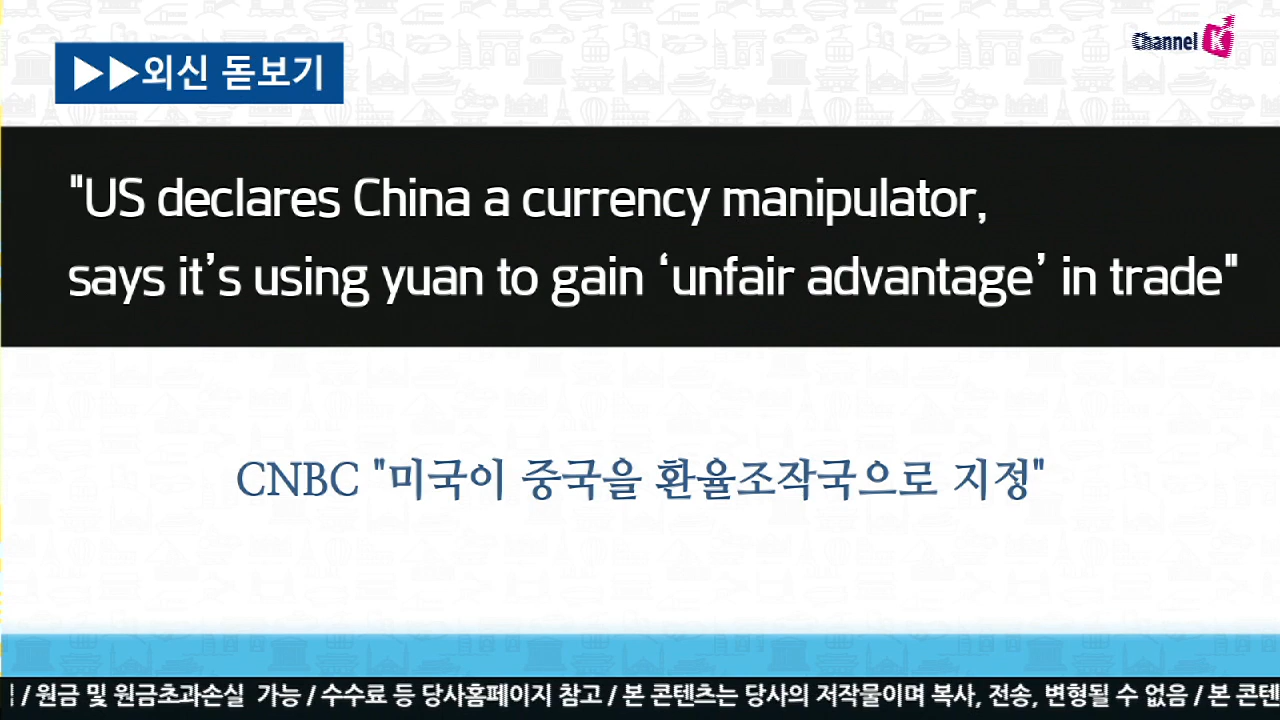 ▶▶외신 돋보기
Channel K
"US declares China a currency manipulator,
says it’s using yuan to gain ‘unfair advantage’ in trade"
CNBC "미국이 중국을 환율조작국으로 지정"
/ 원금 및 원금초과손실 가능 / 수수료 등 당사홈페이지 참고 / 본 콘텐츠는 당사의 저작물이며 복사, 전송, 변형될 수 없음 / 본 콘텐